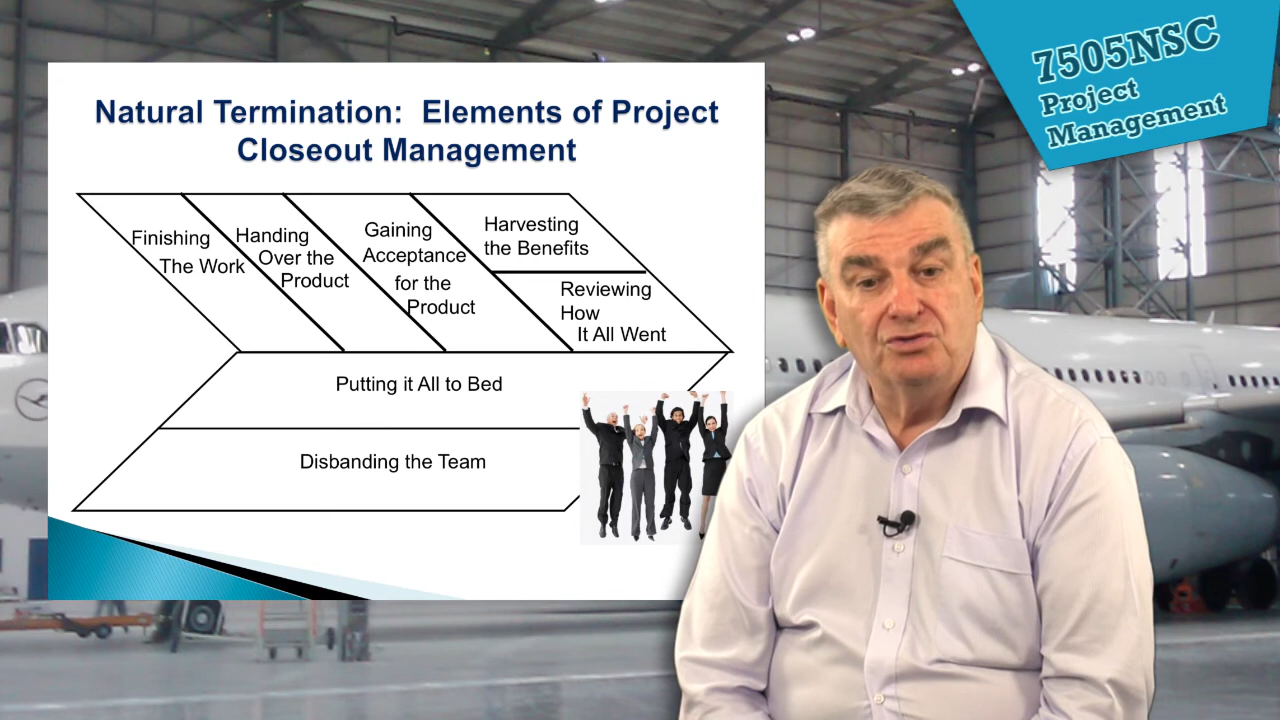 7505NSC
Project
Management
Natural Termination: Elements of Project
Closeout Management
Finishing
The Work
Handing
Over the
Product
Gaining
Acceptance
for the
Product
Harvesting
the Benefits
Reviewing
How
It All Went
Putting it All to Bed
Disbanding the Team